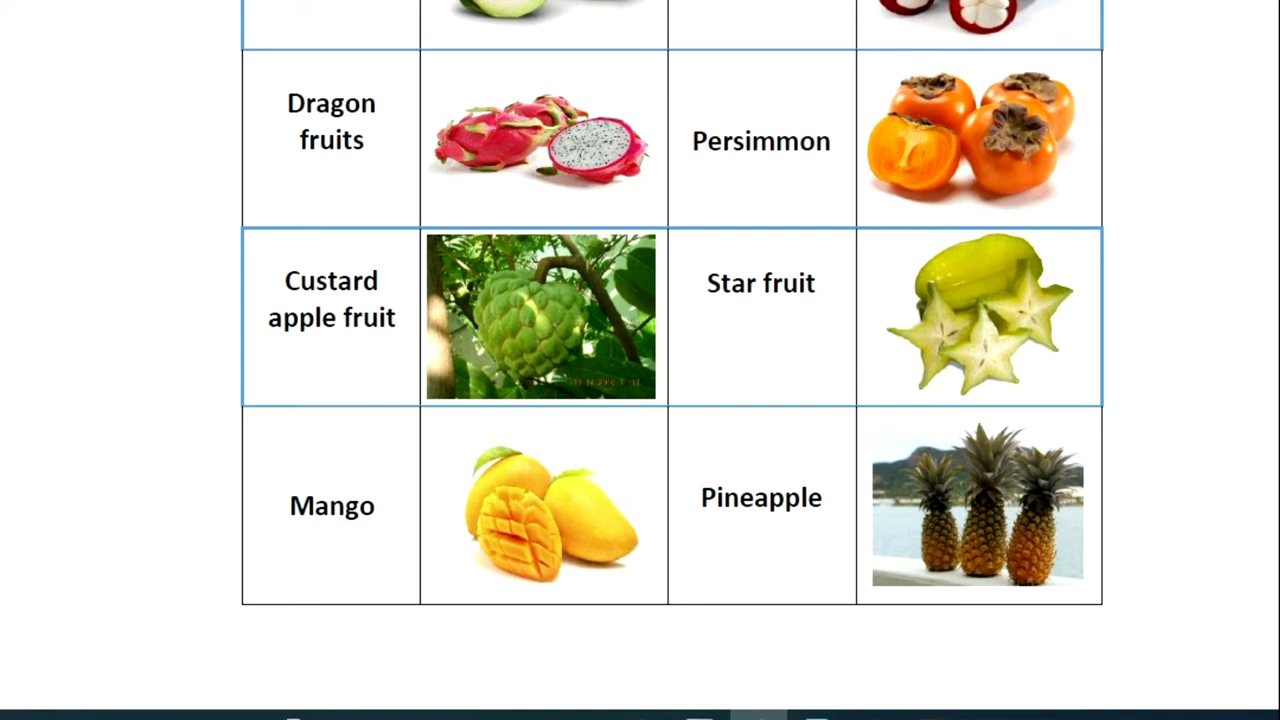 Dragon
fruits
Persimmon
Custard
apple fruit
Star fruit
Mango
Pineapple